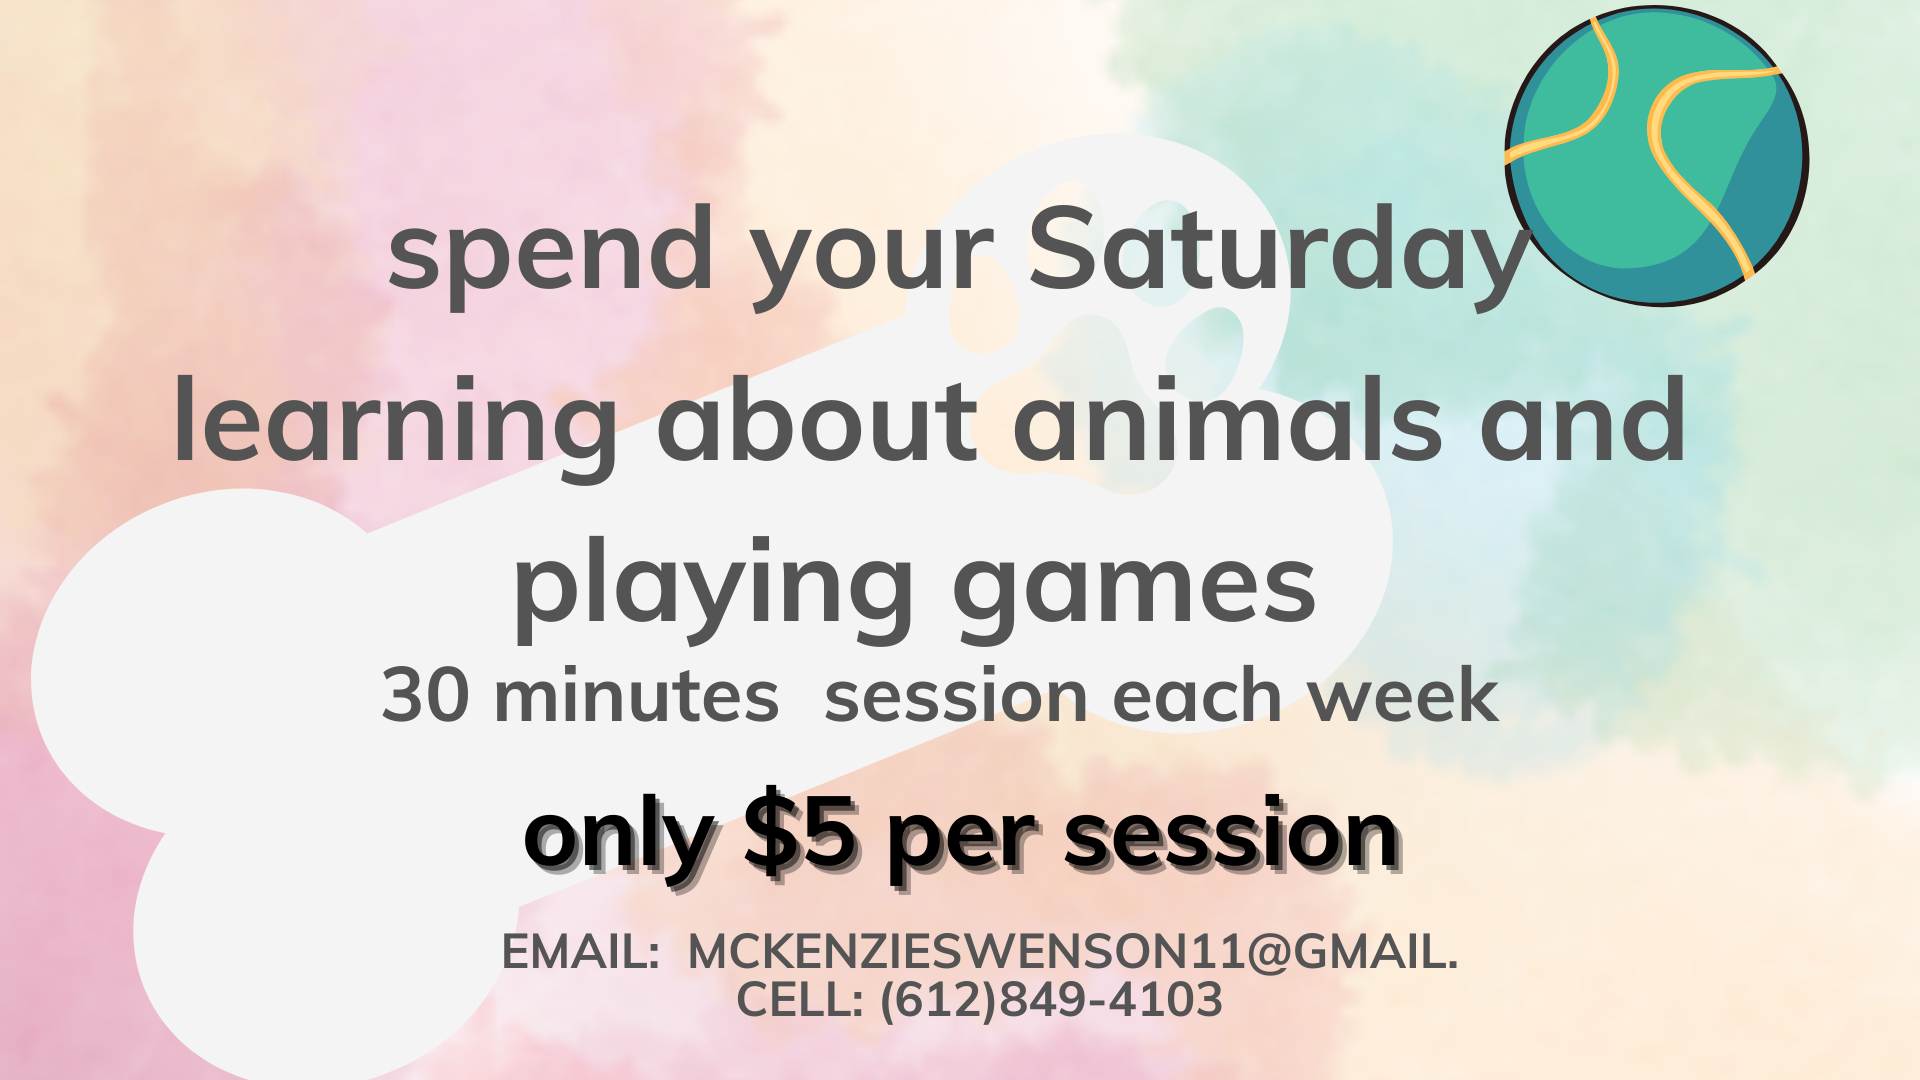 spend your Saturday
learning about animals and
playing games
30 minutes  session each week
only $5 per session
EMAIL:  MCKENZIESWENSON11@GMAIL.
CELL: (612)849-4103